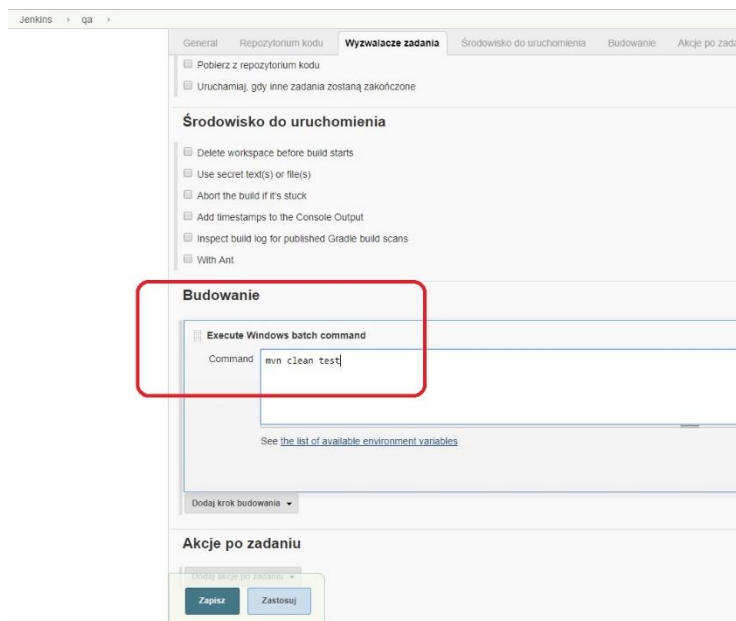 Jenkins › qa ›
General Repozytorium kodu Wyzwalacze zadania Środowisko do uruchomienia Budowanie Akcje po zada
Pobierz z repozytorium kodu
Uruchamiaj, gdy inne zadania zostaną zakończone
Środowisko do uruchomienia
Delete workspace before build starts
Use secret text(s) or file(s)
Abort the build if it's stuck
Add timestamps to the Console Output
Inspect build log for published Gradle build scans
With Ant
Budowanie
Execute Windows batch command
Command mvn clean test
See the list of available environment variables
Dodaj krok budowania
Akcje po zadaniu
Dodaj akcje po zadaniu
Zapisz Zastosuj